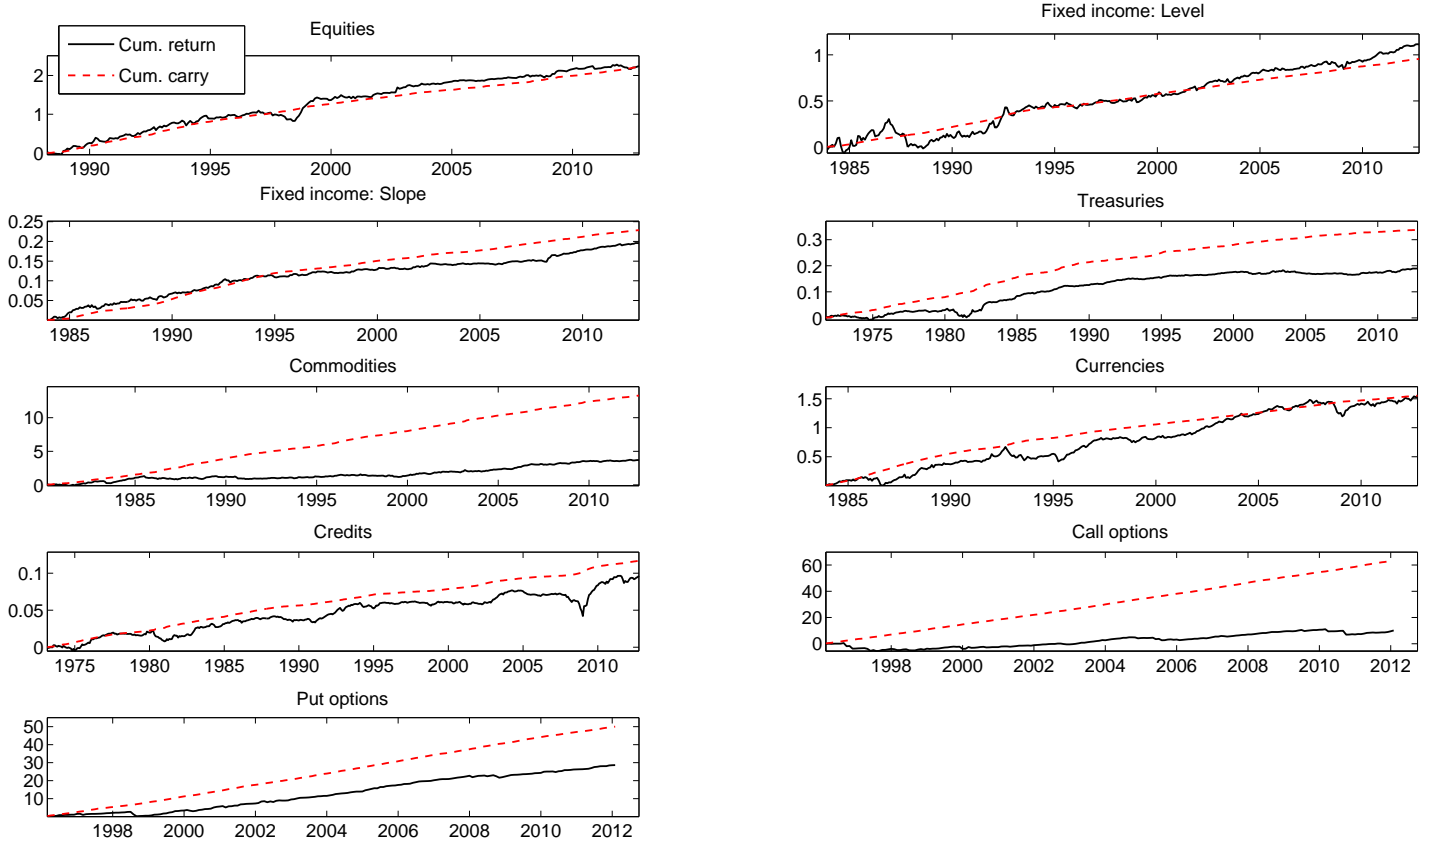 Equities
Cum. return
Cum. carry
2
1
0
1990 1995 2000 2005 2010
Fixed income: Level
1
0.5
0
1985 1990 1995 2000 2005 2010
Fixed income: Slope
0.25
0.2
0.15
0.1
0.05
1985 1990 1995 2000 2005 2010
Treasuries
0.3
0.2
0.1
0
1975 1980 1985 1990 1995 2000 2005 2010
Commodities
10
5
0
1985 1990 1995 2000 2005 2010
Currencies
1.5
1
0.5
1985 1990 1995 2000 2005 2010
Credits
0.1
0.05
0
1975 1980 1985 1990 1995 2000 2005 2010
Call options
60
40
20
0
1998 2000 2002 2004 2006 2008 2010 2012
Put options
50
40
30
20
10
1998 2000 2002 2004 2006 2008 2010 2012